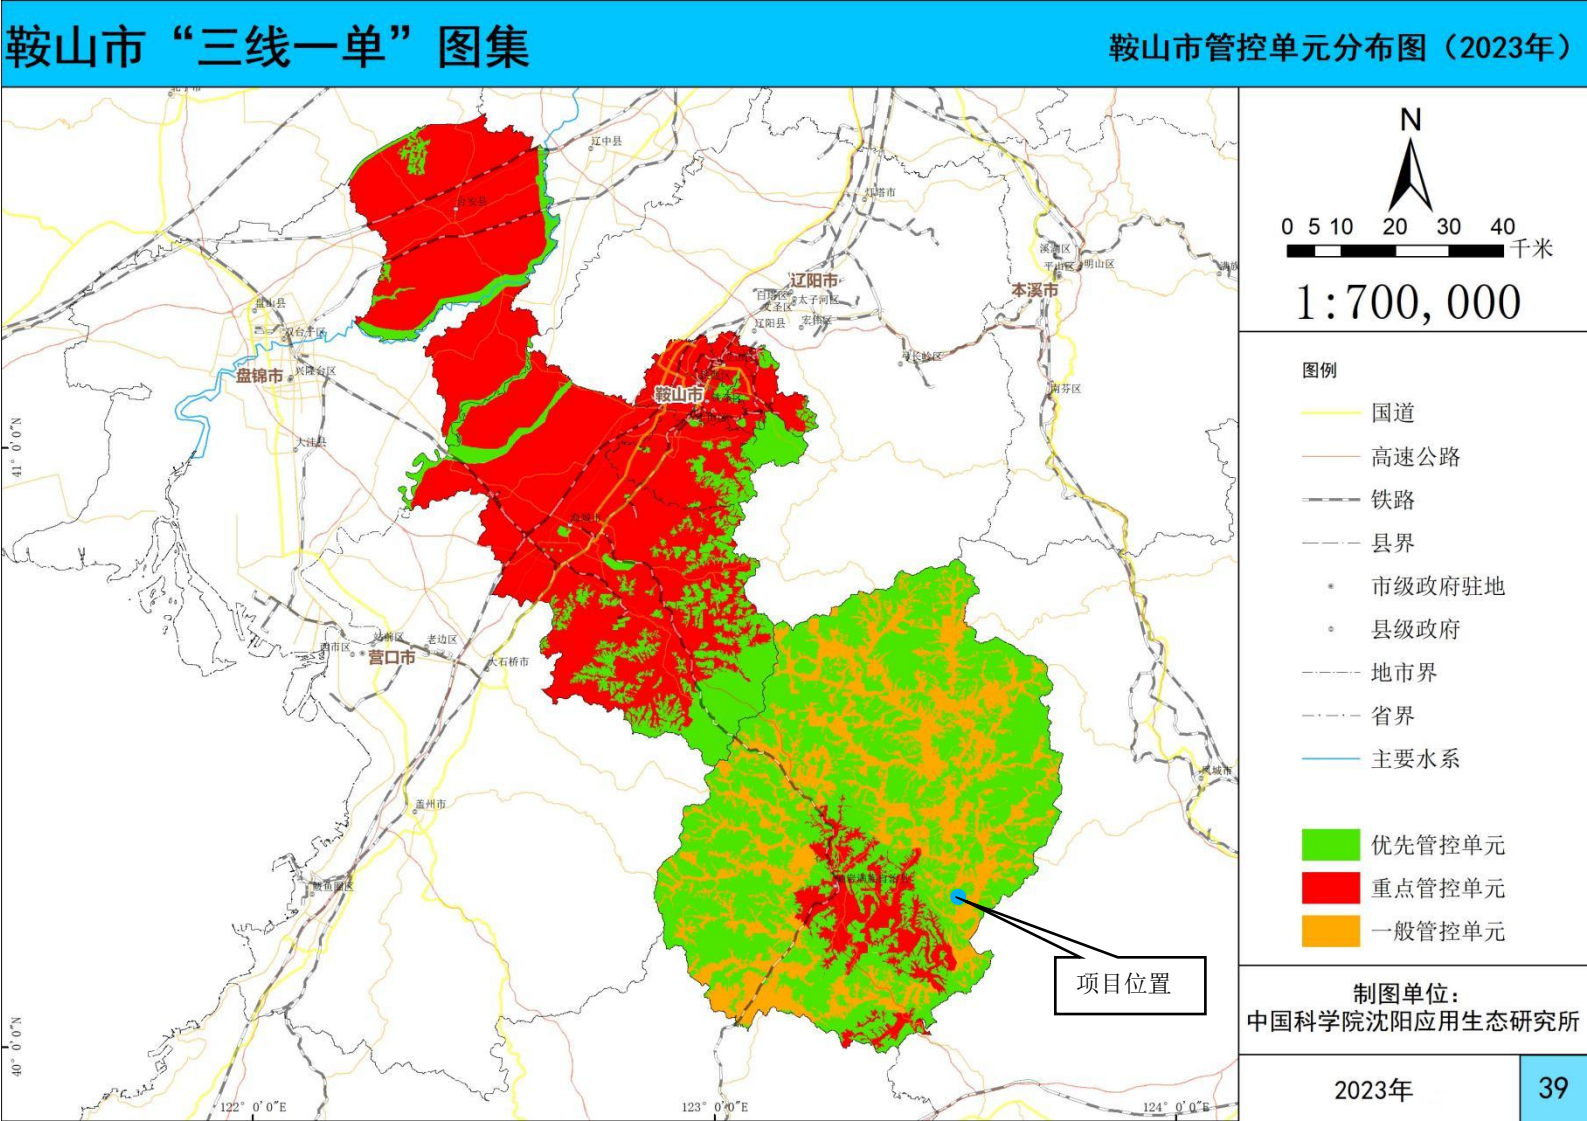 鞍山市“三线一单”图集
鞍山市管控单元分布图（2023年）
N
0 5 10 20 30 40
千米
1:700,000
图例
国道
高速公路
铁路
县界
市级政府驻地
县级政府
地市界
省界
主要水系
优先管控单元
重点管控单元
一般管控单元
制图单位：
中国科学院沈阳应用生态研究所
2023年
39
辽中县
台安县
灯塔市
溪湖区
平山区
明山区
本溪市
辽阳市
白塔区
太子河区
文圣区
宏伟区
辽阳县
弓长岭区
南芬区
盘山县
双台子区
兴隆台区
盘锦市
大洼县
鞍山市
海城市
站前区
西市区
老边区
营口市
大石桥市
盖州市
鲅鱼圈区
凤城市
项目位置
41° 0′0″N
40° 0′0″N
122° 0′0″E
123° 0′0″E
124° 0′0″E